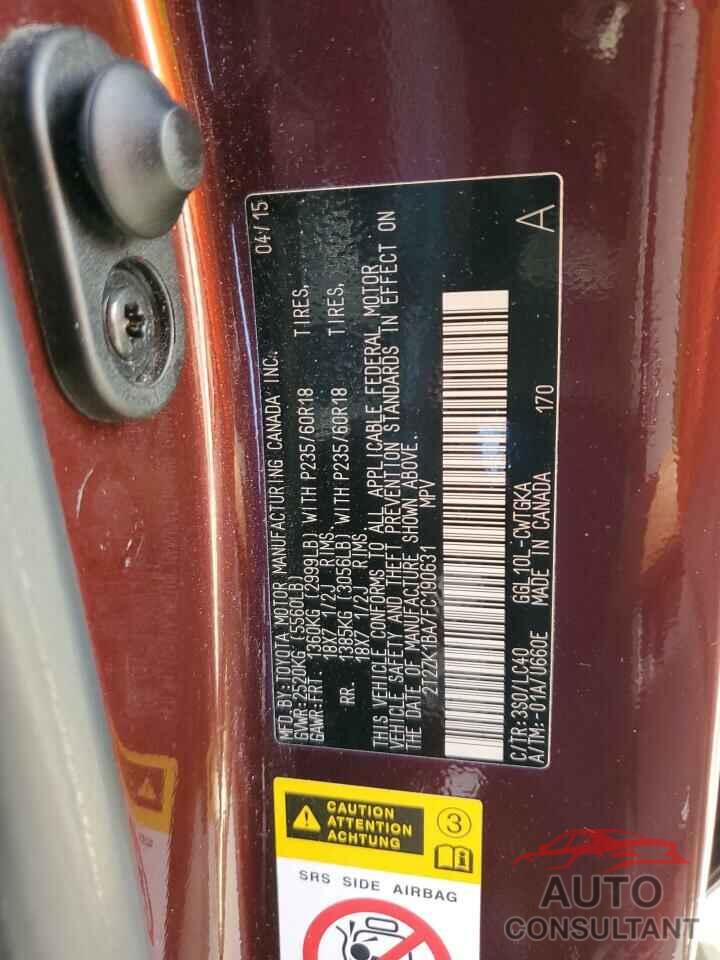 MFD.BY:TOYOTA MOTOR MANUFACTURING CANADA INC. 04/15
GVWR:2520KG (5560LB)
GAWR:FRT. 1360KG (2999LB) WITH P235/60R18 TIRES,
18X7 1/2J RIMS
RR. 1385KG (3056LB) WITH P235/60R18 TIRES,
18X7 1/2J RIMS
THIS VEHICLE CONFORMS TO ALL APPLICABLE FEDERAL MOTOR
VEHICLE SAFETY AND THEFT PREVENTION STANDARDS IN EFFECT ON
THE DATE OF MANUFACTURE SHOWN ABOVE.
2T2ZK1BA7FC190631 MPV
C/TR:3S0/LC40 GGL10L-CWTGKA 170 A
A/TM:-01A/U660E MADE IN CANADA
CAUTION
ATTENTION
ACHTUNG
3
i
SRS SIDE AIRBAG
AUTO
CONSULTANT